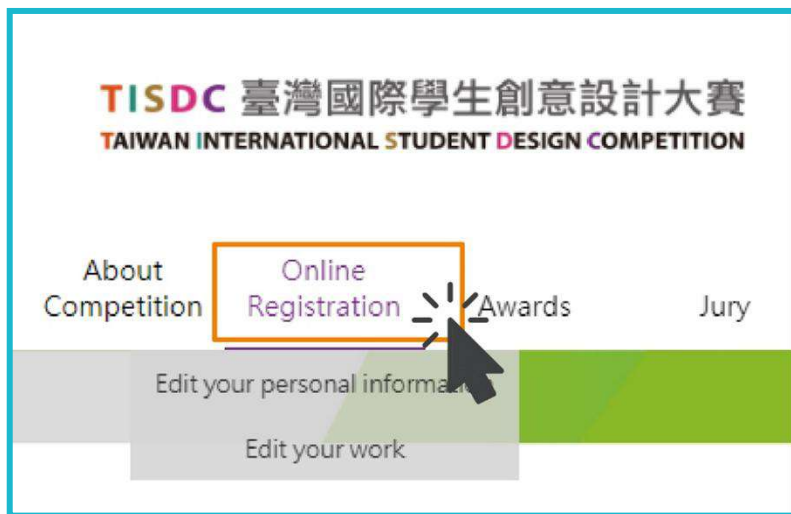 TISDC 臺灣國際學生創意設計大賽
TAIWAN INTERNATIONAL STUDENT DESIGN COMPETITION
About
Competition
Online
Registration
Awards
Jury
Edit your personal information
Edit your work